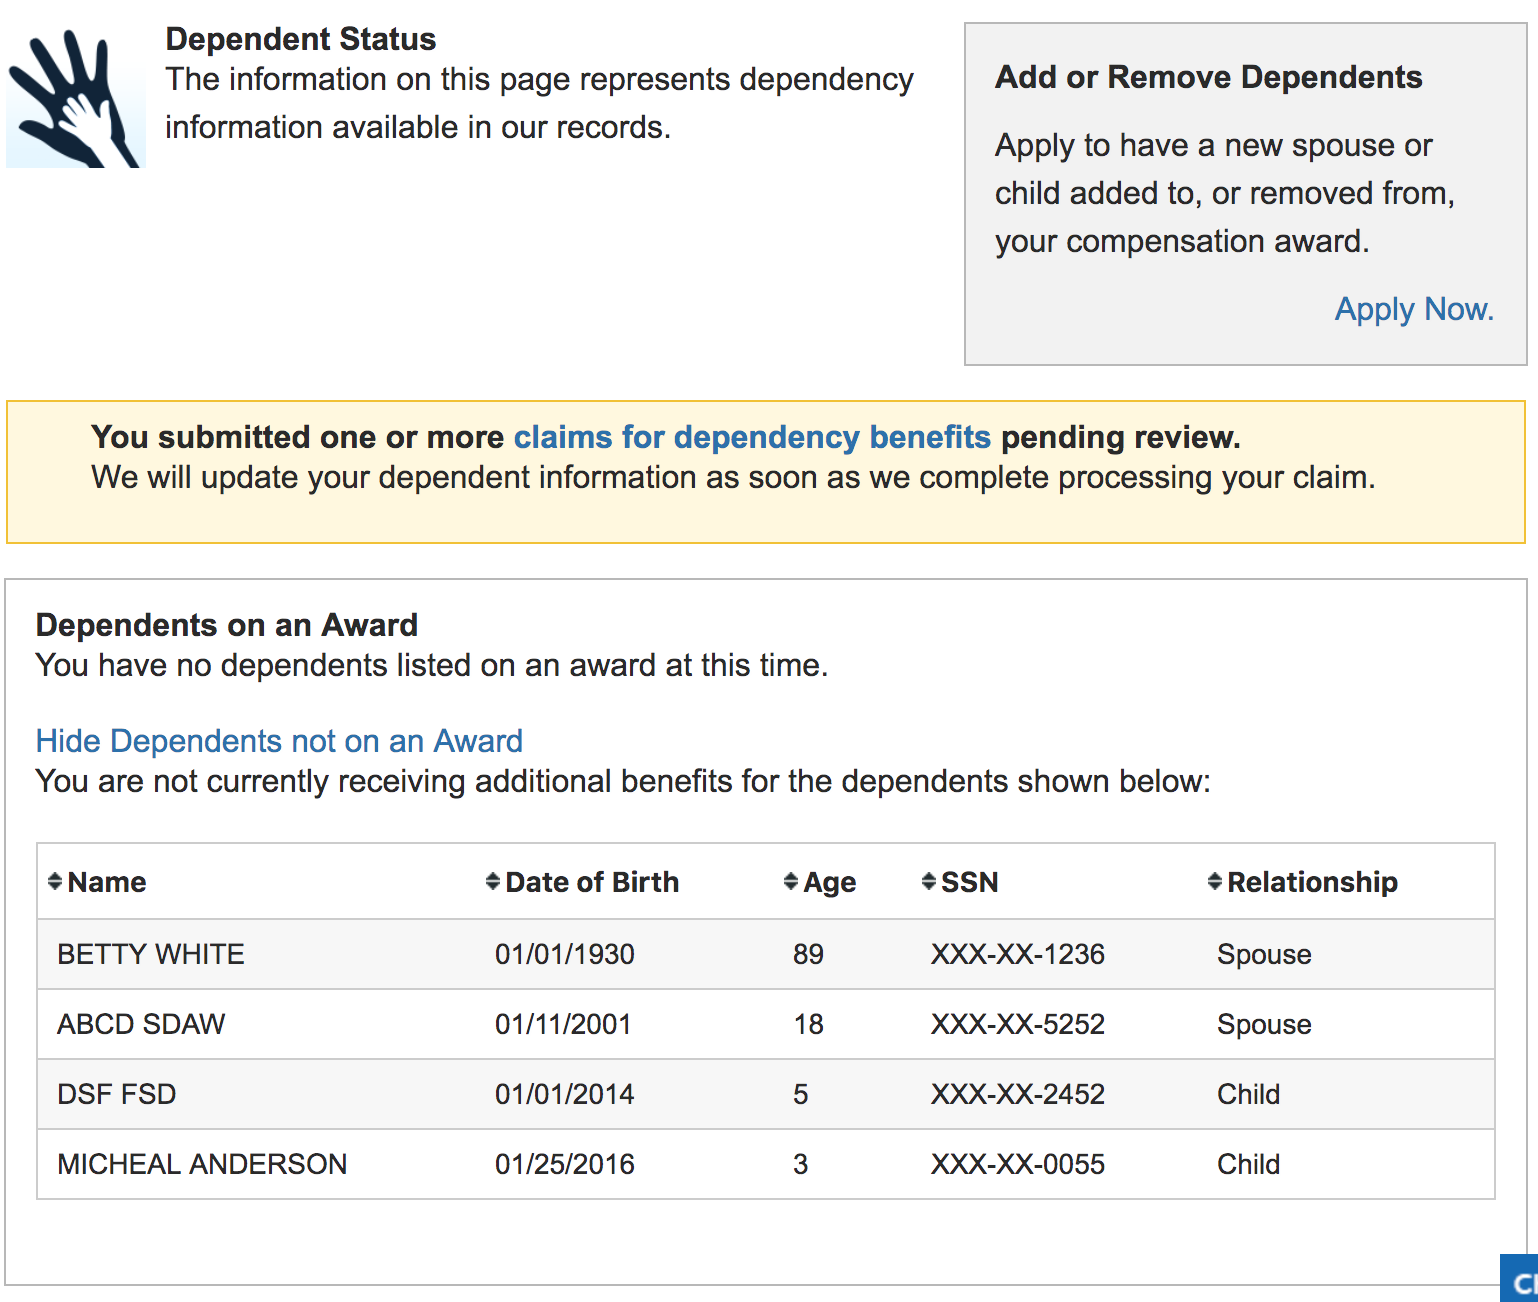 Dependent Status
The information on this page represents dependency
information available in our records.
Add or Remove Dependents
Apply to have a new spouse or
child added to, or removed from,
your compensation award.
Apply Now.
You submitted one or more claims for dependency benefits pending review.
We will update your dependent information as soon as we complete processing your claim.
Dependents on an Award
You have no dependents listed on an award at this time.
Hide Dependents not on an Award
You are not currently receiving additional benefits for the dependents shown below:
Name Date of Birth Age SSN Relationship
BETTY WHITE 01/01/1930 89 XXX-XX-1236 Spouse
ABCD SDAW 01/11/2001 18 XXX-XX-5252 Spouse
DSF FSD 01/01/2014 5 XXX-XX-2452 Child
MICHEAL ANDERSON 01/25/2016 3 XXX-XX-0055 Child